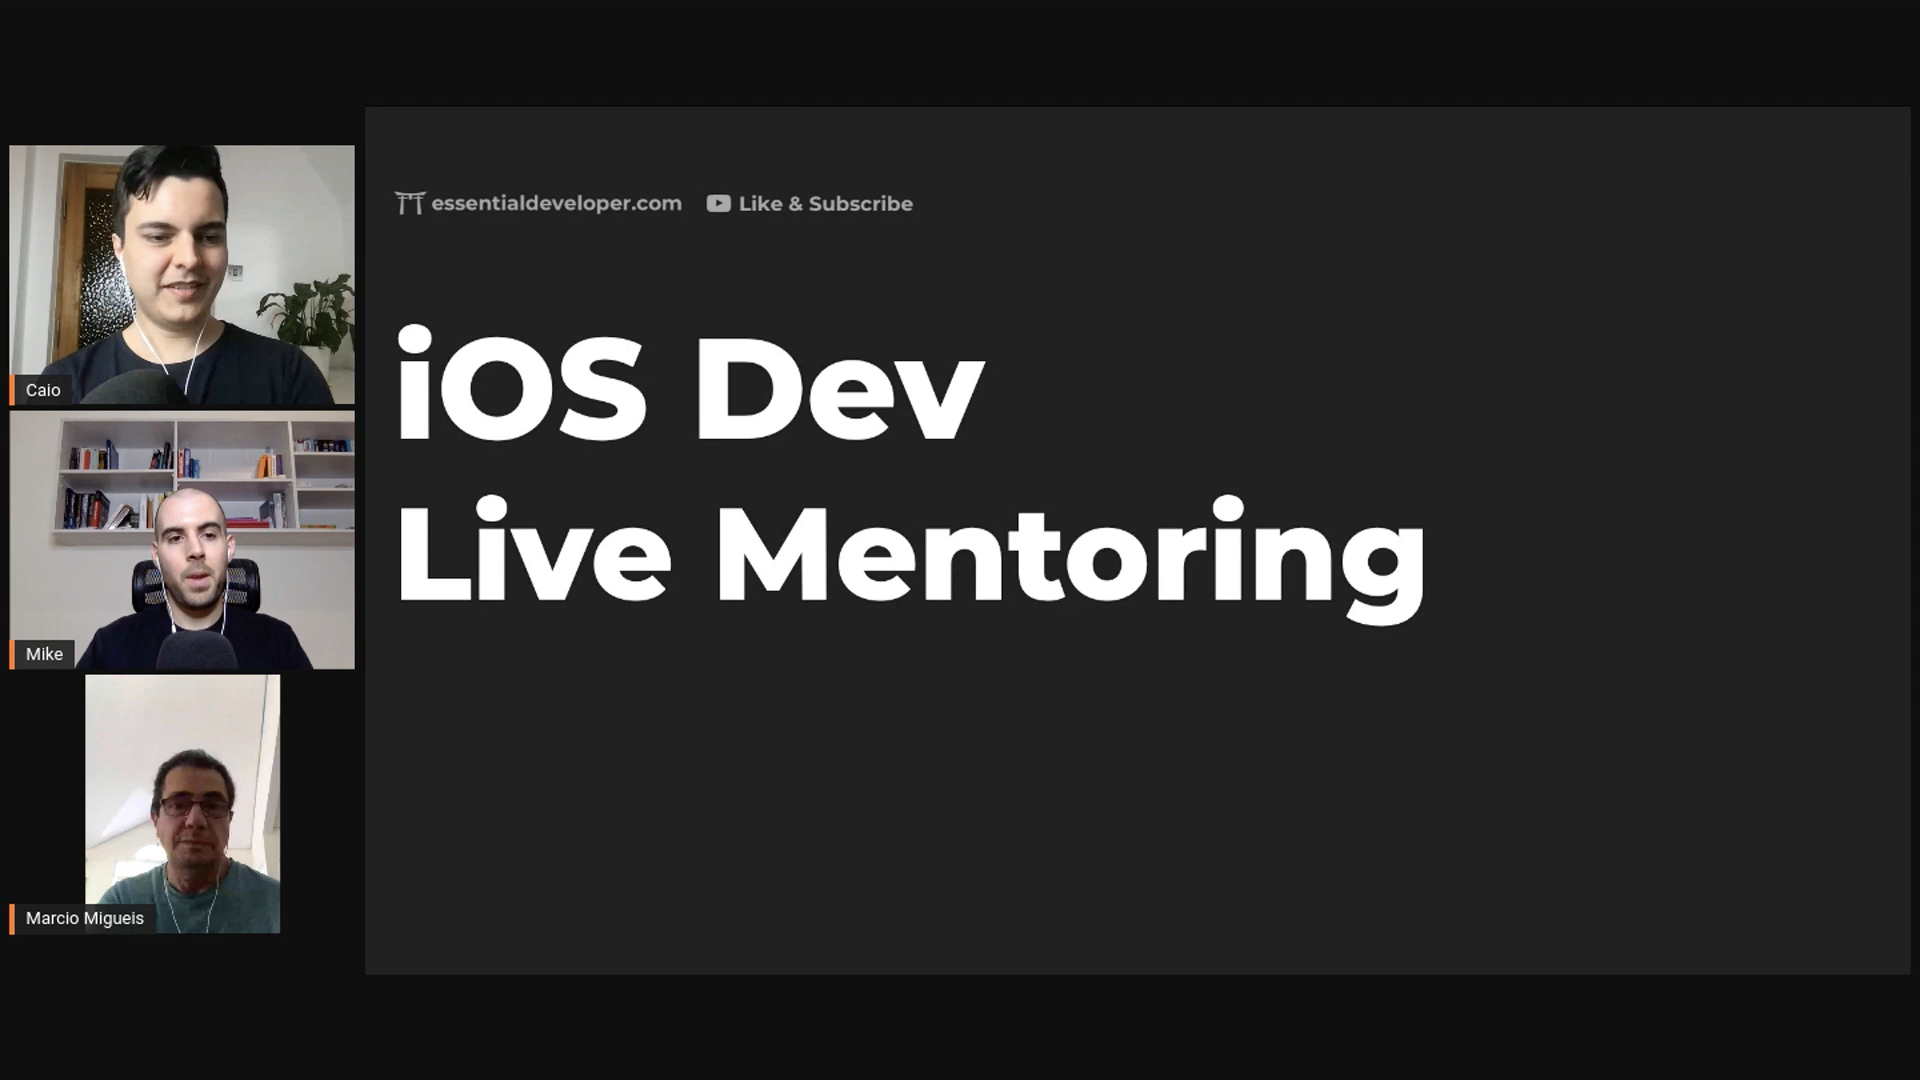 essentialdeveloper.com Like & Subscribe
iOS Dev
Live Mentoring
Caio
Mike
Marcio Migueis